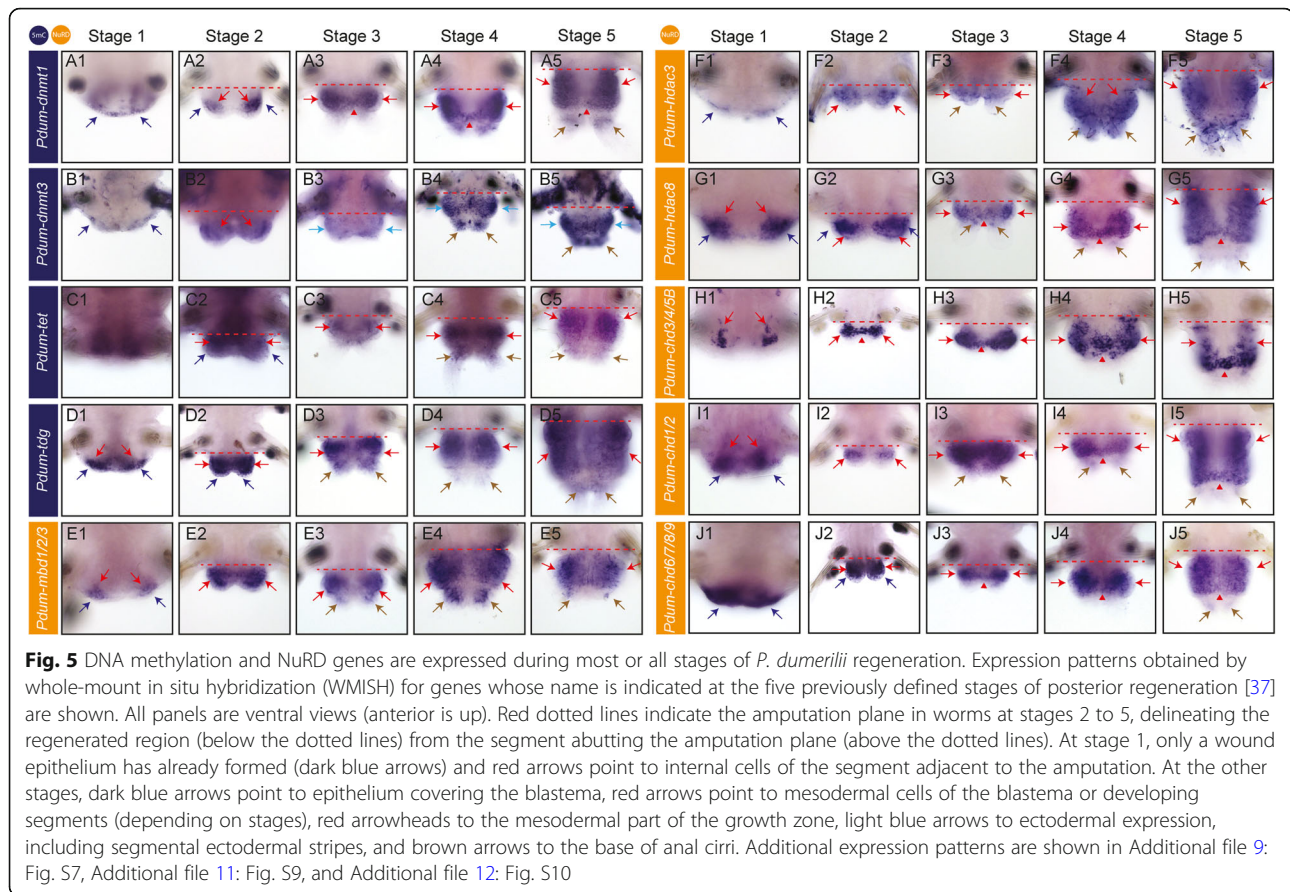 5mC NuRD Stage 1 Stage 2 Stage 3 Stage 4 Stage 5
Pdum-dnmt1 A1 A2 A3 A4 A5
Pdum-dnmt3 B1 B2 B3 B4 B5
Pdum-tet C1 C2 C3 C4 C5
Pdum-tdg D1 D2 D3 D4 D5
Pdum-mbd1/2/3 E1 E2 E3 E4 E5
NuRD Stage 1 Stage 2 Stage 3 Stage 4 Stage 5
Pdum-hdac3 F1 F2 F3 F4 F5
Pdum-hdac8 G1 G2 G3 G4 G5
Pdum-chd3/4/5B H1 H2 H3 H4 H5
Pdum-chd1/2 I1 I2 I3 I4 I5
Pdum-chd6/7/8/9 J1 J2 J3 J4 J5
Fig. 5 DNA methylation and NuRD genes are expressed during most or all stages of P. dumerilii regeneration. Expression patterns obtained by
whole-mount in situ hybridization (WMISH) for genes whose name is indicated at the five previously defined stages of posterior regeneration [37]
are shown. All panels are ventral views (anterior is up). Red dotted lines indicate the amputation plane in worms at stages 2 to 5, delineating the
regenerated region (below the dotted lines) from the segment abutting the amputation plane (above the dotted lines). At stage 1, only a wound
epithelium has already formed (dark blue arrows) and red arrows point to internal cells of the segment adjacent to the amputation. At the other
stages, dark blue arrows point to epithelium covering the blastema, red arrows point to mesodermal cells of the blastema or developing
segments (depending on stages), red arrowheads to the mesodermal part of the growth zone, light blue arrows to ectodermal expression,
including segmental ectodermal stripes, and brown arrows to the base of anal cirri. Additional expression patterns are shown in Additional file 9:
Fig. S7, Additional file 11: Fig. S9, and Additional file 12: Fig. S10